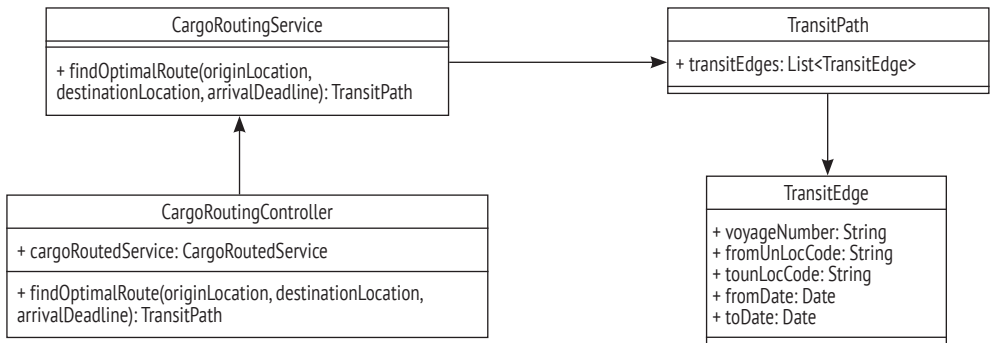 CargoRoutingService
+ findOptimalRoute(originLocation,
destinationLocation, arrivalDeadline): TransitPath
TransitPath
+ transitEdges: List<TransitEdge>
CargoRoutingController
+ cargoRoutedService: CargoRoutedService
+ findOptimalRoute(originLocation, destinationLocation,
arrivalDeadline): TransitPath
TransitEdge
+ voyageNumber: String
+ fromUnLocCode: String
+ tounLocCode: String
+ fromDate: Date
+ toDate: Date